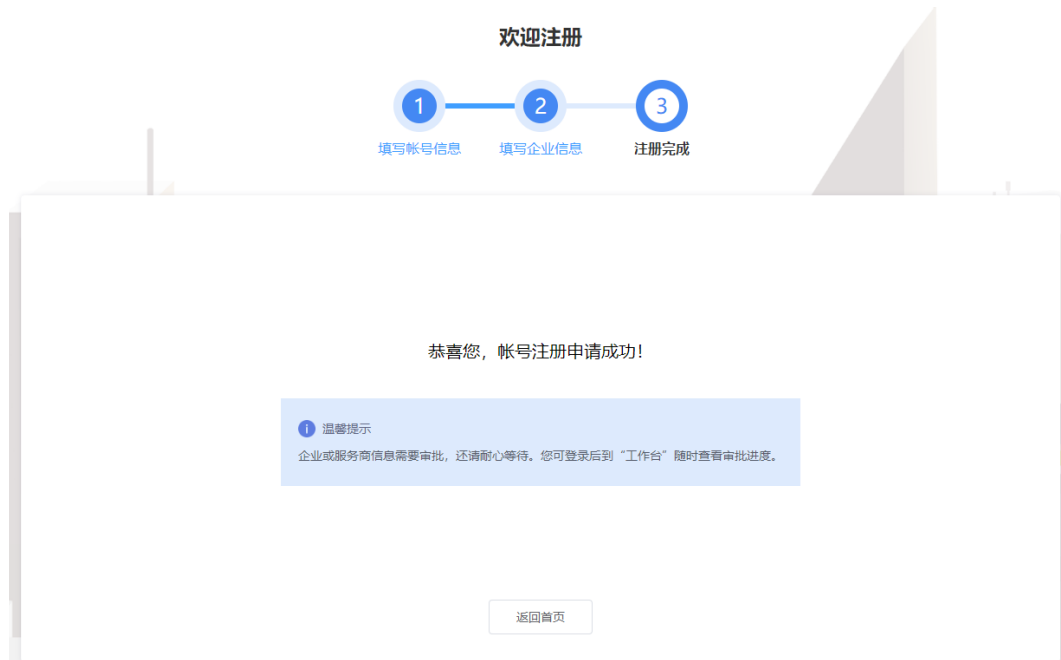 欢迎注册
1 2 3
填写帐号信息 填写企业信息 注册完成
恭喜您，帐号注册申请成功！
温馨提示
企业或服务商信息需要审批，还请耐心等待。您可登录后到“工作台”随时查看审批进度。
返回首页